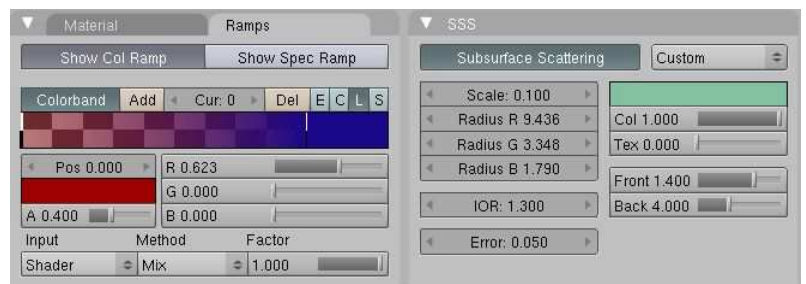 Material Ramps
Show Col Ramp Show Spec Ramp
Colorband Add Cur: 0 Del E C L S
Pos 0.000 R 0.623
G 0.000
A 0.400 B 0.000
Input Method Factor
Shader Mix 1.000
SSS
Subsurface Scattering Custom
Scale: 0.100
Radius R 9.436 Col 1.000
Radius G 3.348 Tex 0.000
Radius B 1.790
Front 1.400
IOR: 1.300 Back 4.000
Error: 0.050